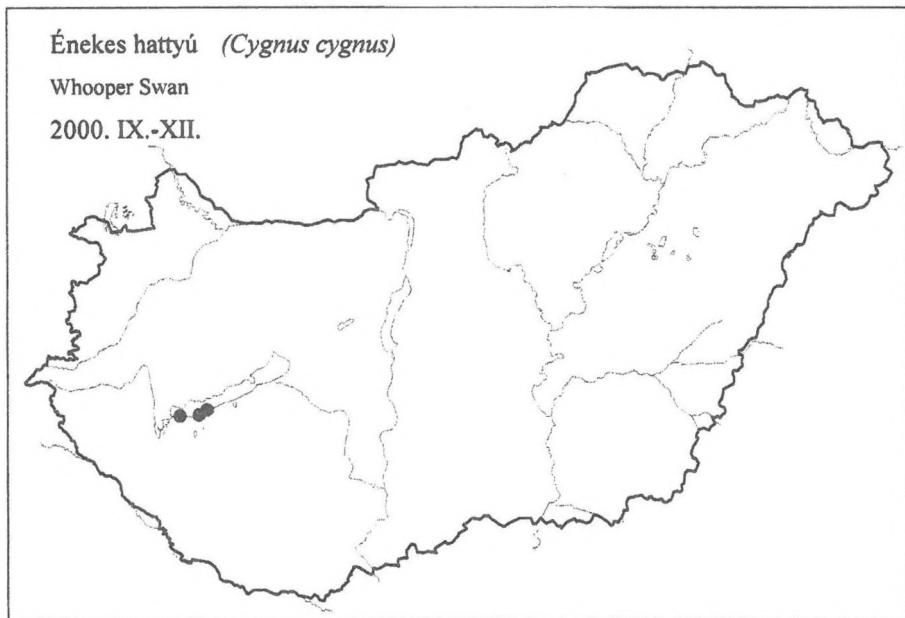 Énekes hattyú (Cygnus cygnus)
Whooper Swan
2000. IX.-XII.